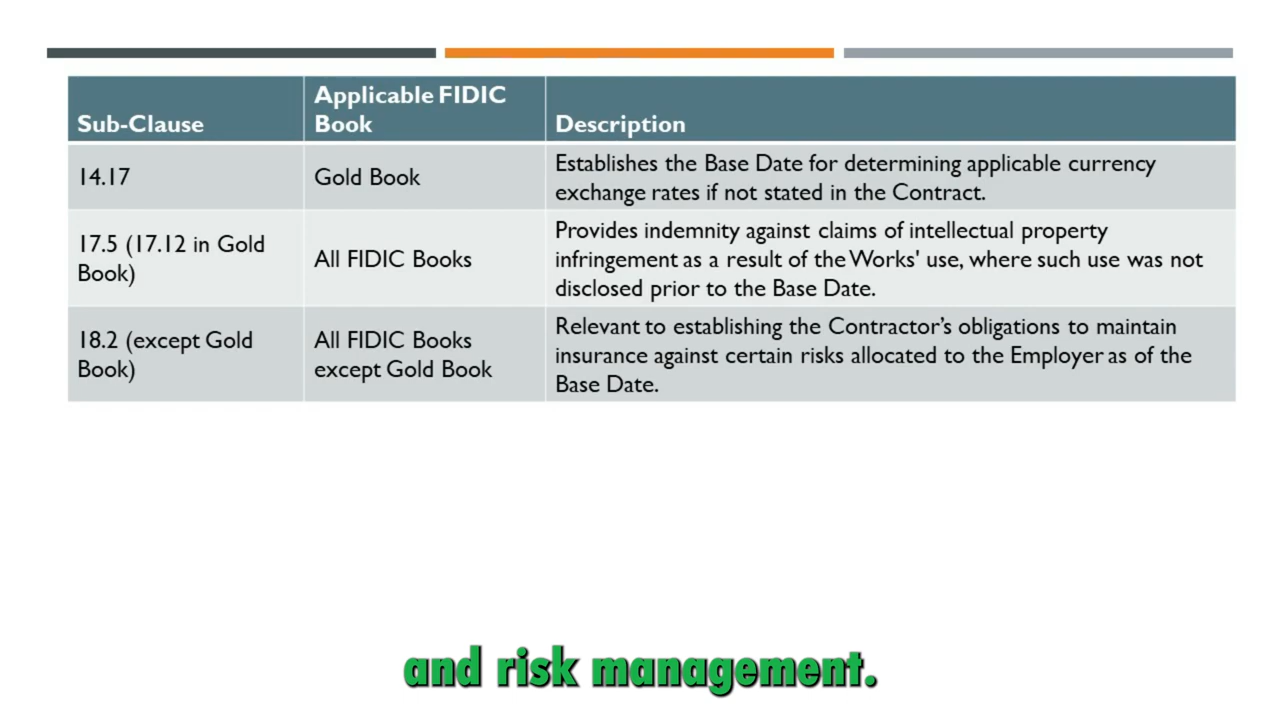 Sub-Clause
Applicable FIDIC
Book
Description
14.17
Gold Book
Establishes the Base Date for determining applicable currency
exchange rates if not stated in the Contract.
17.5 (17.12 in Gold
Book)
All FIDIC Books
Provides indemnity against claims of intellectual property
infringement as a result of the Works' use, where such use was not
disclosed prior to the Base Date.
18.2 (except Gold
Book)
All FIDIC Books
except Gold Book
Relevant to establishing the Contractor’s obligations to maintain
insurance against certain risks allocated to the Employer as of the
Base Date.
and risk management.